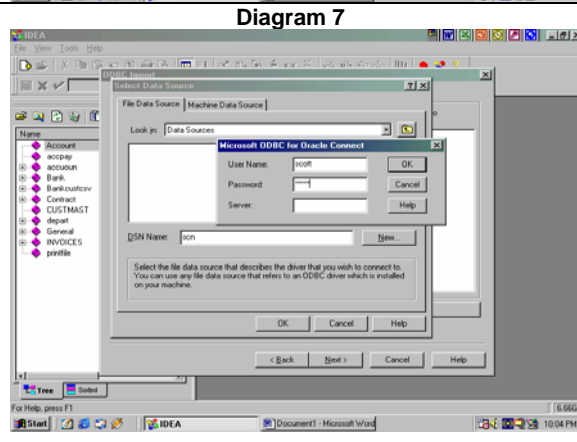 Diagram 7
IDEA
File View Tools Help
ODBC Import
Select Data Source
File Data Source Machine Data Source
Look in: Data Sources
Microsoft ODBC for Oracle Connect
User Name: scott OK
Password: ***** Cancel
Server: Help
Name
Account
accpay
accuoun
Bank.
Bankcustcsv
Contract
CUSTMAST
depart
General
INVOICES
printfile
DSN Name: scn New...
Select the file data source that describes the driver that you wish to connect to.
You can use any file data source that refers to an ODBC driver which is installed
on your machine.
OK Cancel Help
< Back Next > Cancel Help
Tree Sorted
For Help, press F1
Start IDEA Document1 - Microsoft Word 10:04 PM